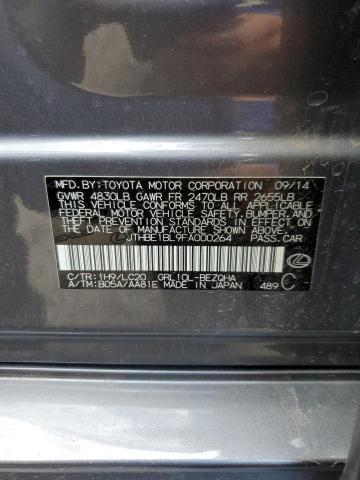 MFD.BY:TOYOTA MOTOR CORPORATION 09/14
GVWR 4830LB GAWR FR 2470LB RR 2655LB
THIS VEHICLE CONFORMS TO ALL APPLICABLE
FEDERAL MOTOR VEHICLE SAFETY,BUMPER,AND
THEFT PREVENTION STANDARDS IN EFFECT ON
THE DATE OF MANUFACTURE SHOWN ABOVE.
JTHBE1BL9FA000264 PASS.CAR
C/TR:1H9/LC20 GRL10L-BEZQHA
A/TM:B05A/AA81E MADE IN JAPAN 489 C